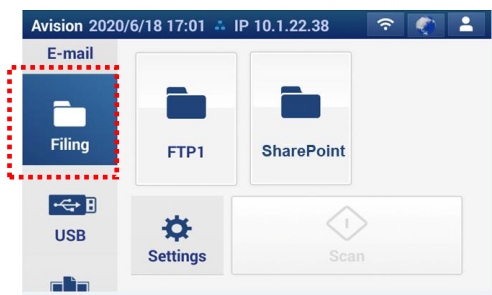 Avision 2020/6/18 17:01 IP 10.1.22.38
E-mail
Filing
FTP1
SharePoint
USB
Settings
Scan